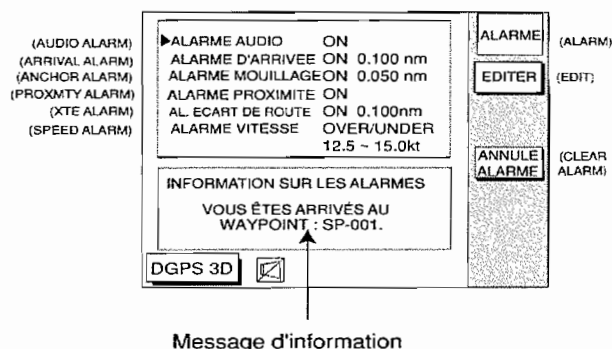 (AUDIO ALARM) ▶ALARME AUDIO ON
(ARRIVAL ALARM) ALARME D'ARRIVEE ON 0.100 nm
(ANCHOR ALARM) ALARME MOUILLAGE ON 0.050 nm
(PROXMTY ALARM) ALARME PROXIMITE ON
(XTE ALARM) AL. ECART DE ROUTE ON 0.100nm
(SPEED ALARM) ALARME VITESSE OVER/UNDER
12.5 ~ 15.0kt
ALARME (ALARM)
EDITER (EDIT)
ANNULE (CLEAR
ALARME ALARM)
INFORMATION SUR LES ALARMES
VOUS ÊTES ARRIVÉS AU
WAYPOINT : SP-001.
DGPS 3D
Message d'information